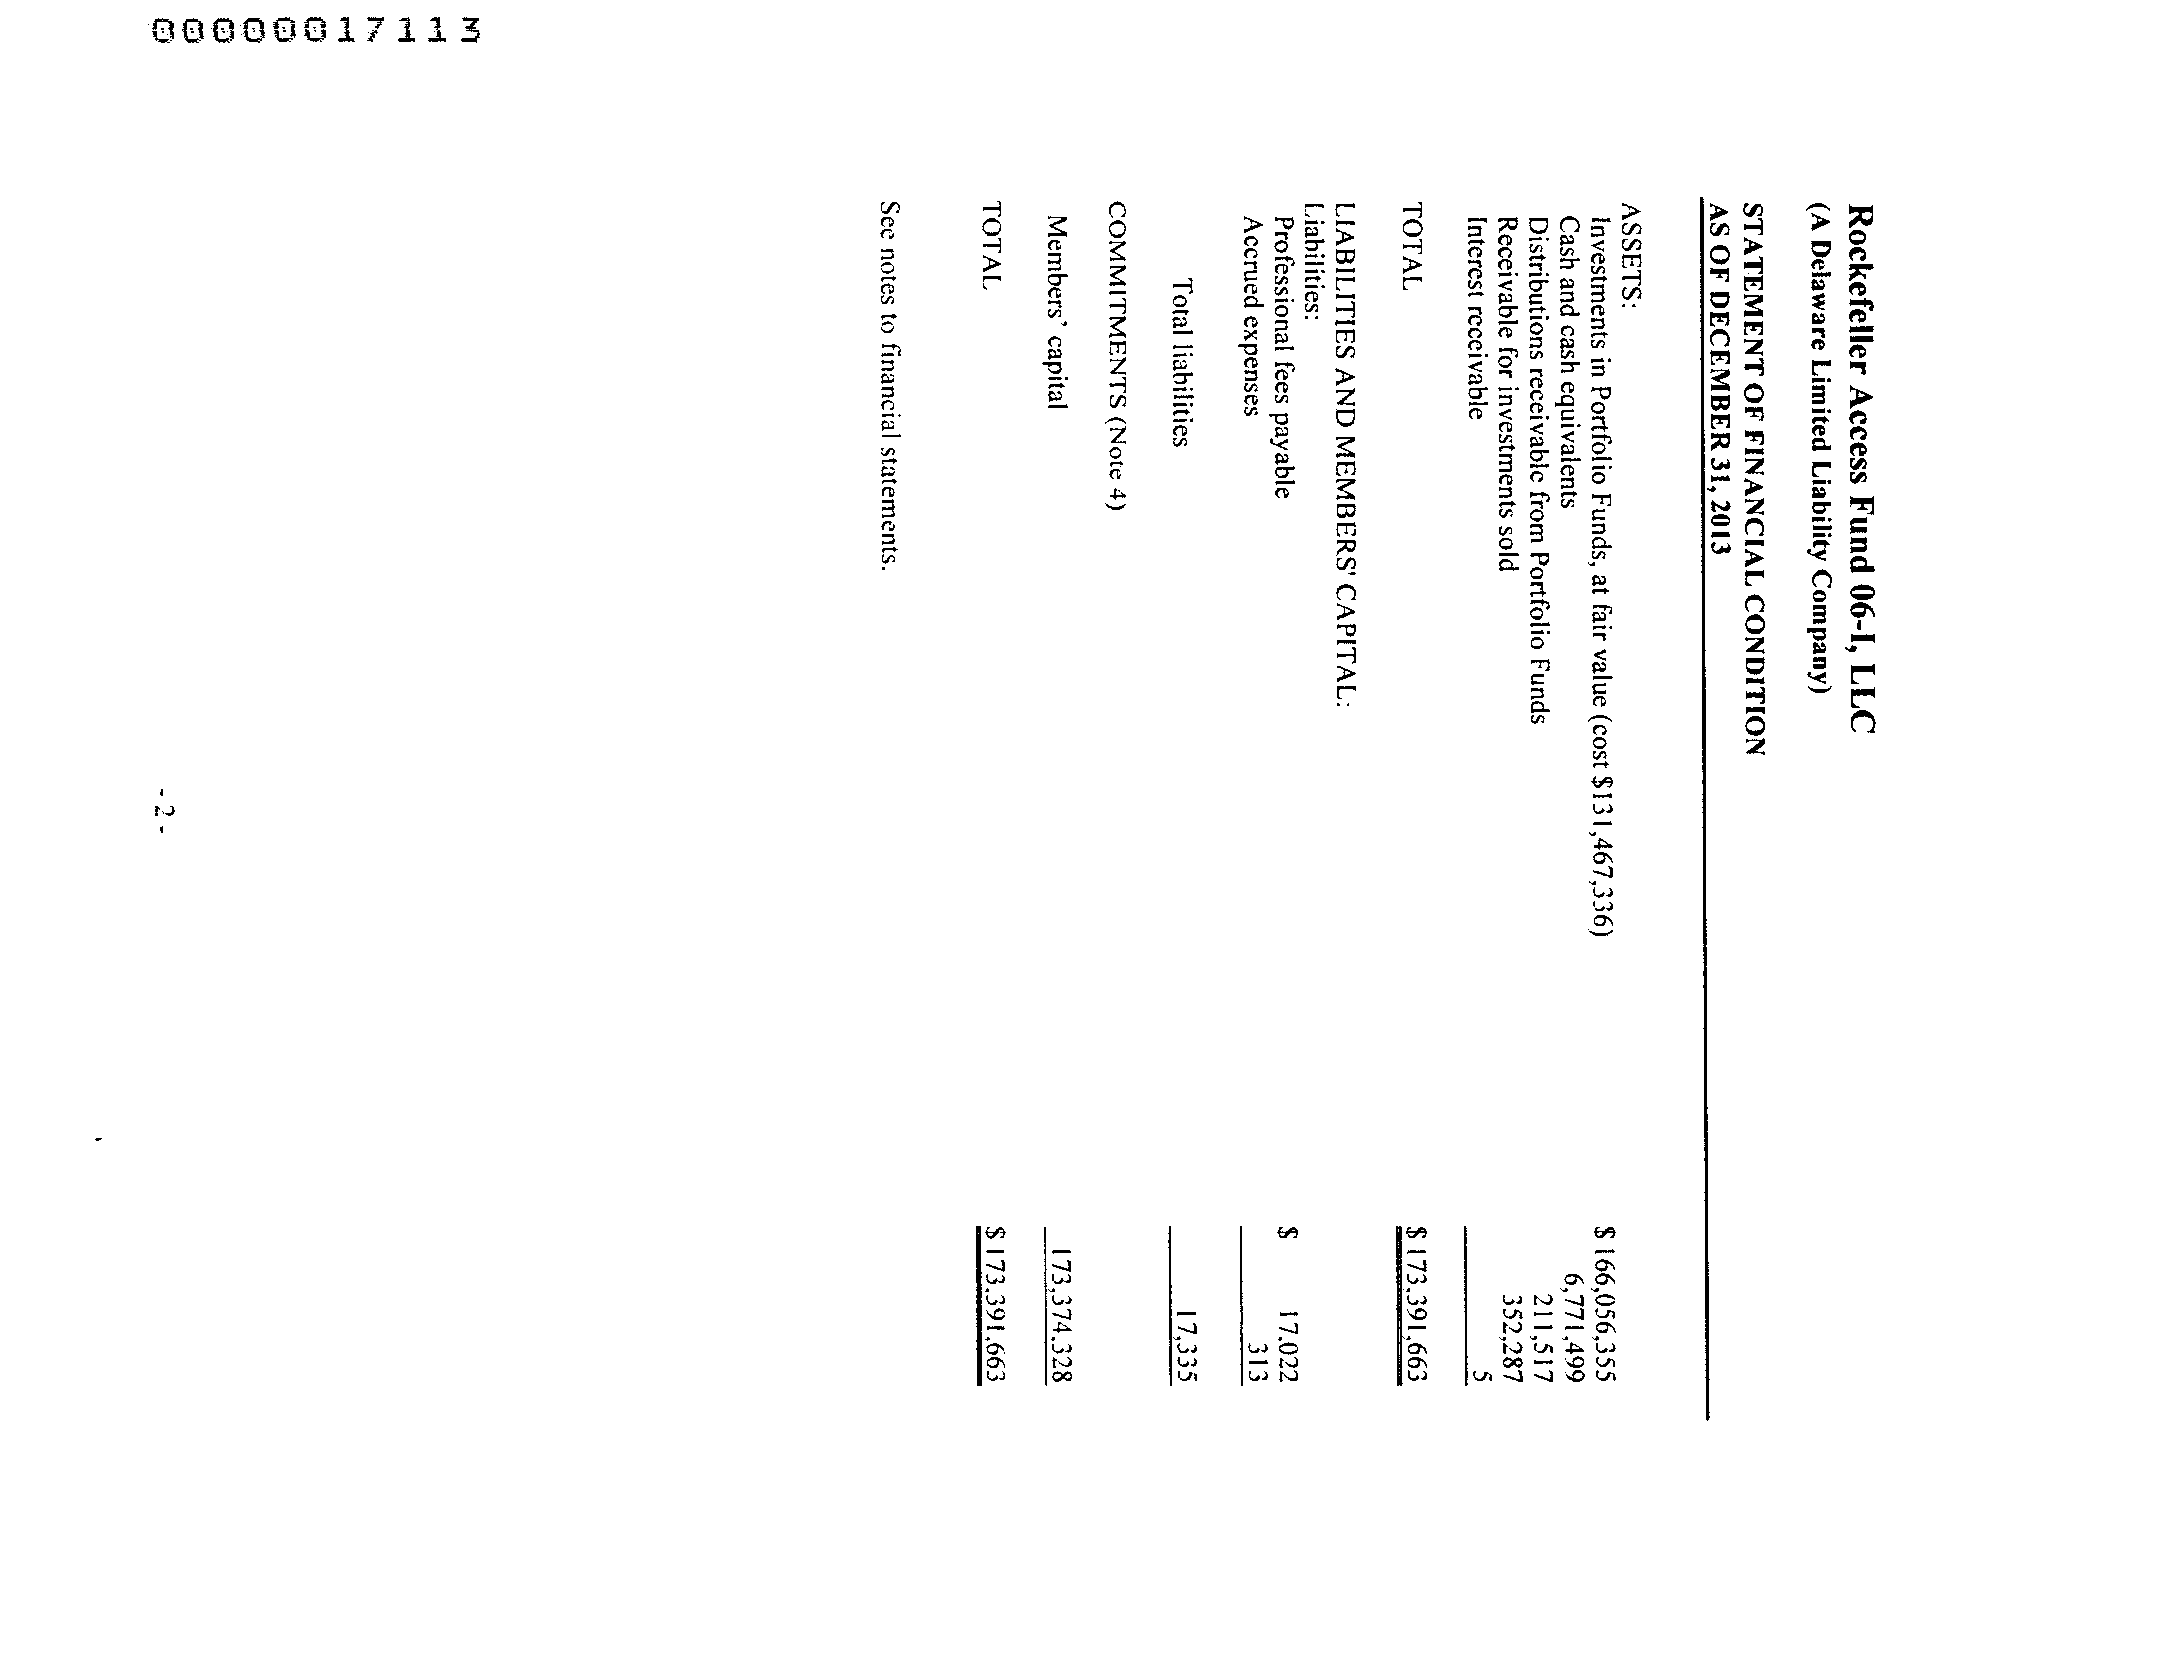 00000017113
Rockefeller Access Fund 06-I, LLC
(A Delaware Limited Liability Company)
STATEMENT OF FINANCIAL CONDITION
AS OF DECEMBER 31, 2013
ASSETS:
Investments in Portfolio Funds, at fair value (cost $131,467,336) $ 166,056,355
Cash and cash equivalents 6,771,499
Distributions receivable from Portfolio Funds 211,517
Receivable for investments sold 352,287
Interest receivable 5
TOTAL $ 173,391,663
LIABILITIES AND MEMBERS' CAPITAL:
Liabilities:
Professional fees payable $ 17,022
Accrued expenses 313
Total liabilities 17,335
COMMITMENTS (Note 4)
Members’ capital 173,374,328
TOTAL $ 173,391,663
See notes to financial statements.
- 2 -